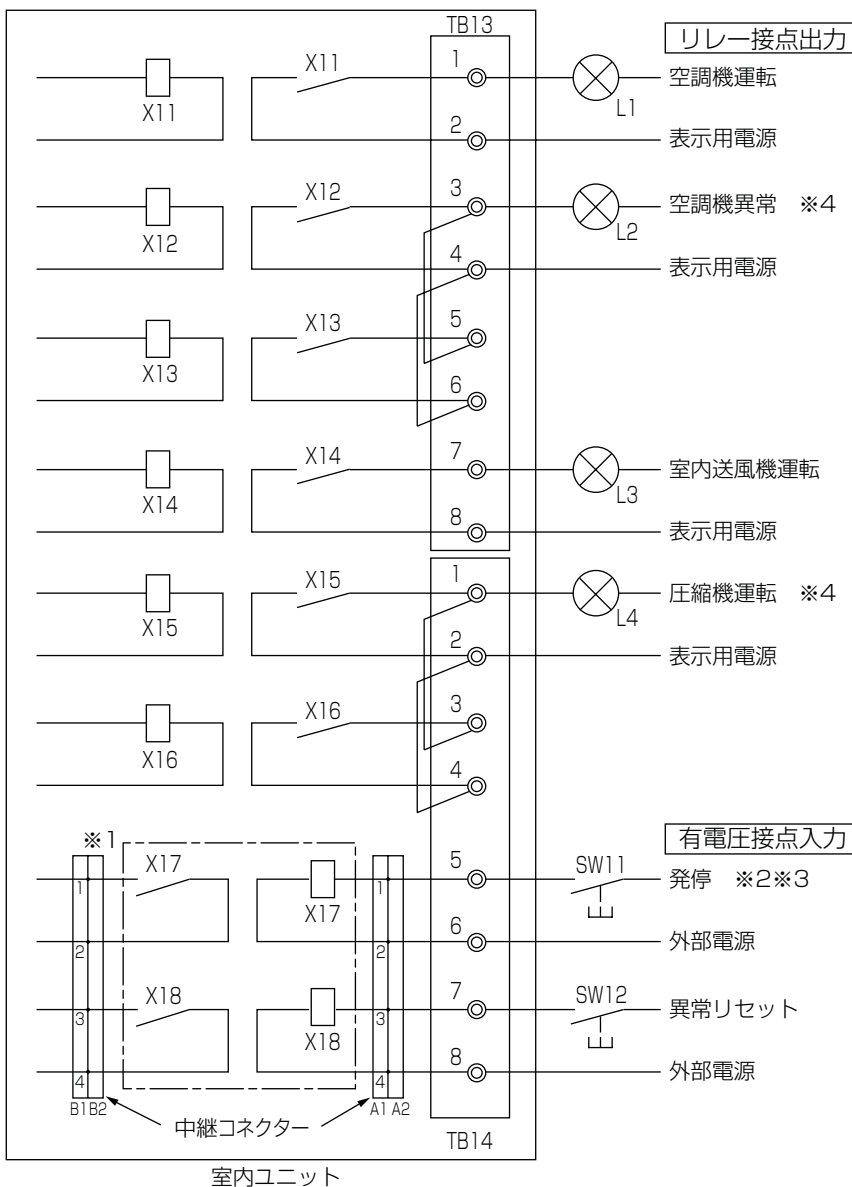 TB13
リレー接点出力
X11 X11 1 L1 空調機運転
2 表示用電源
X12 X12 3 L2 空調機異常 ※4
4 表示用電源
X13 X13 5
6
X14 X14 7 L3 室内送風機運転
8 表示用電源
X15 X15 1 L4 圧縮機運転 ※4
2 表示用電源
X16 X16 3
4
有電圧接点入力
※1
1 X17 X17 1 5 SW11 発停 ※2※3
2 2 6 外部電源
3 X18 X18 3 7 SW12 異常リセット
4 4 8 外部電源
B1B2 中継コネクター A1 A2
TB14
室内ユニット